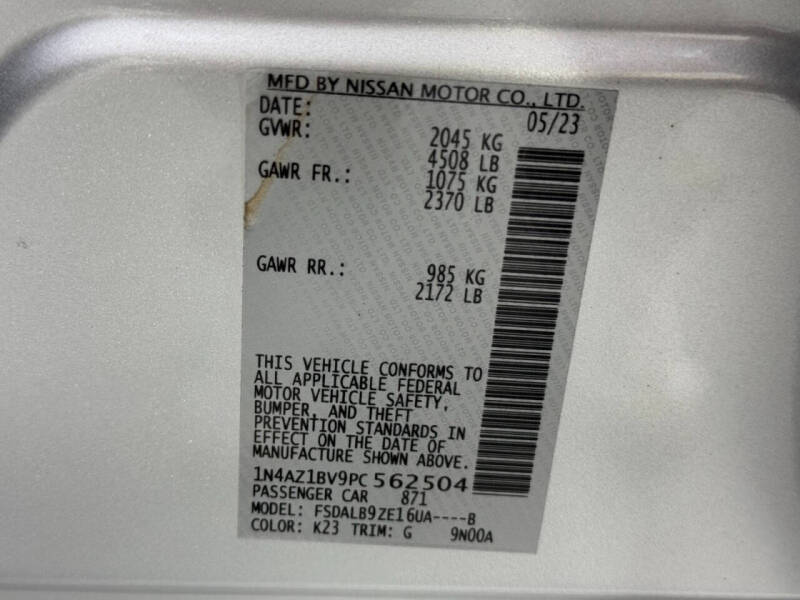 MFD BY NISSAN MOTOR CO., LTD.
DATE: 05/23
GVWR: 2045 KG
4508 LB
GAWR FR.: 1075 KG
2370 LB
GAWR RR.: 985 KG
2172 LB
THIS VEHICLE CONFORMS TO
ALL APPLICABLE FEDERAL
MOTOR VEHICLE SAFETY,
BUMPER, AND THEFT
PREVENTION STANDARDS IN
EFFECT ON THE DATE OF
MANUFACTURE SHOWN ABOVE.
1N4AZ1BV9PC562504
PASSENGER CAR 871
MODEL: FSDALB9ZE16UA----B
COLOR: K23 TRIM: G 9N00A